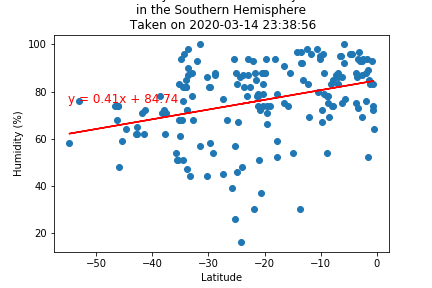 in the Southern Hemisphere
Taken on 2020-03-14 23:38:56
100
80
60
40
20
y = 0.41x + 84.74
Humidity (%)
−50
−40
−30
−20
−10
0
Latitude